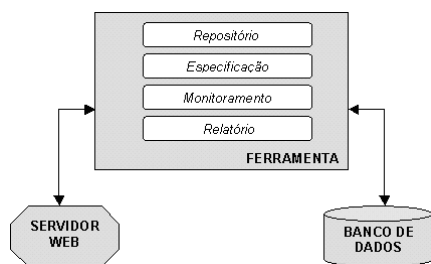 Repositório
Especificação
Monitoramento
Relatório
FERRAMENTA
SERVIDOR
WEB
BANCO DE
DADOS